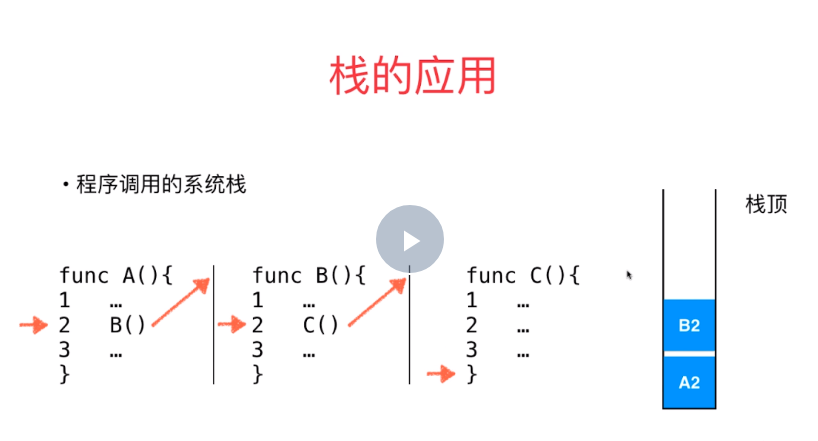 栈的应用
• 程序调用的系统栈
栈顶
func A(){
1 …
2 B()
3 …
}
func B(){
1 …
2 C()
3 …
}
func C(){
1 …
2 …
3 …
}
B2
A2